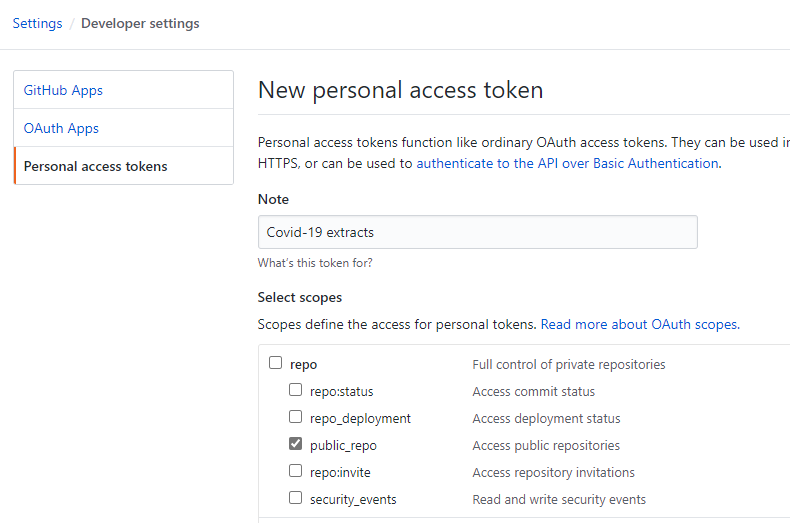 Settings / Developer settings
GitHub Apps
OAuth Apps
Personal access tokens
New personal access token
Personal access tokens function like ordinary OAuth access tokens. They can be used
HTTPS, or can be used to authenticate to the API over Basic Authentication.
Note
Covid-19 extracts
What's this token for?
Select scopes
Scopes define the access for personal tokens. Read more about OAuth scopes.
repo Full control of private repositories
repo:status Access commit status
repo_deployment Access deployment status
public_repo Access public repositories
repo:invite Access repository invitations
security_events Read and write security events